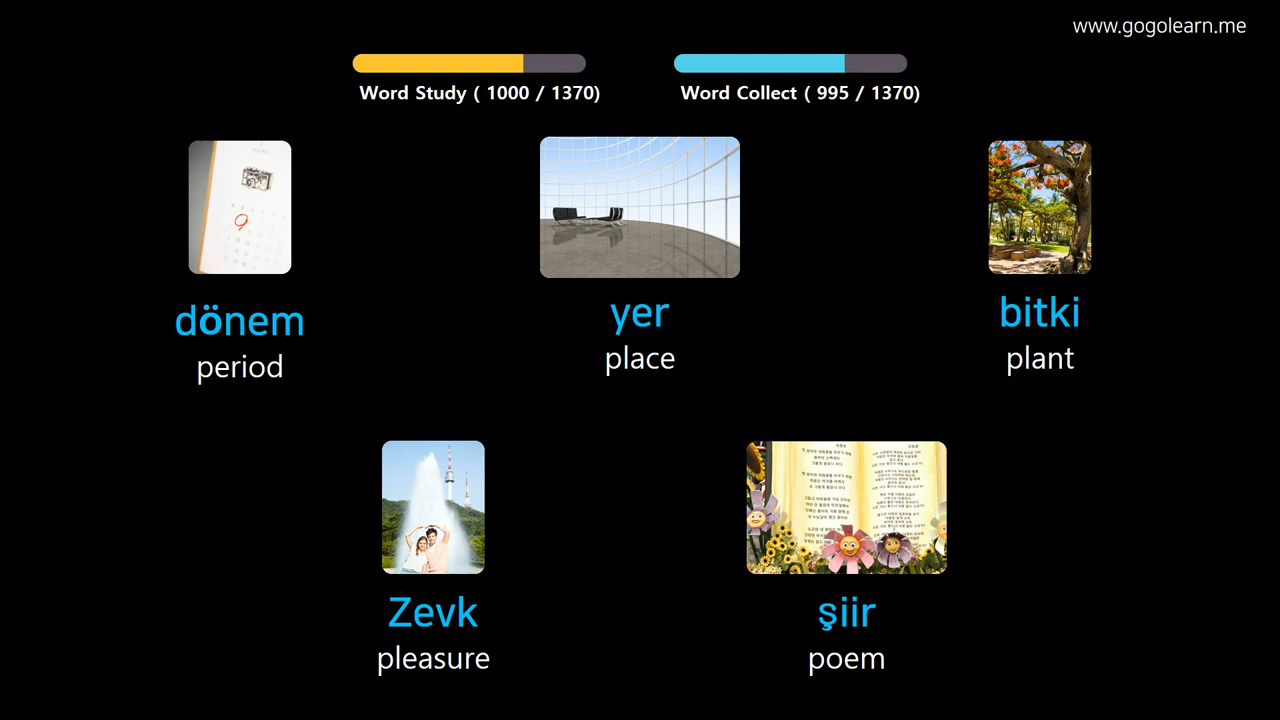 www.gogolearn.me
Word Study ( 1000 / 1370)
Word Collect ( 995 / 1370)
dönem
period
yer
place
bitki
plant
Zevk
pleasure
şiir
poem